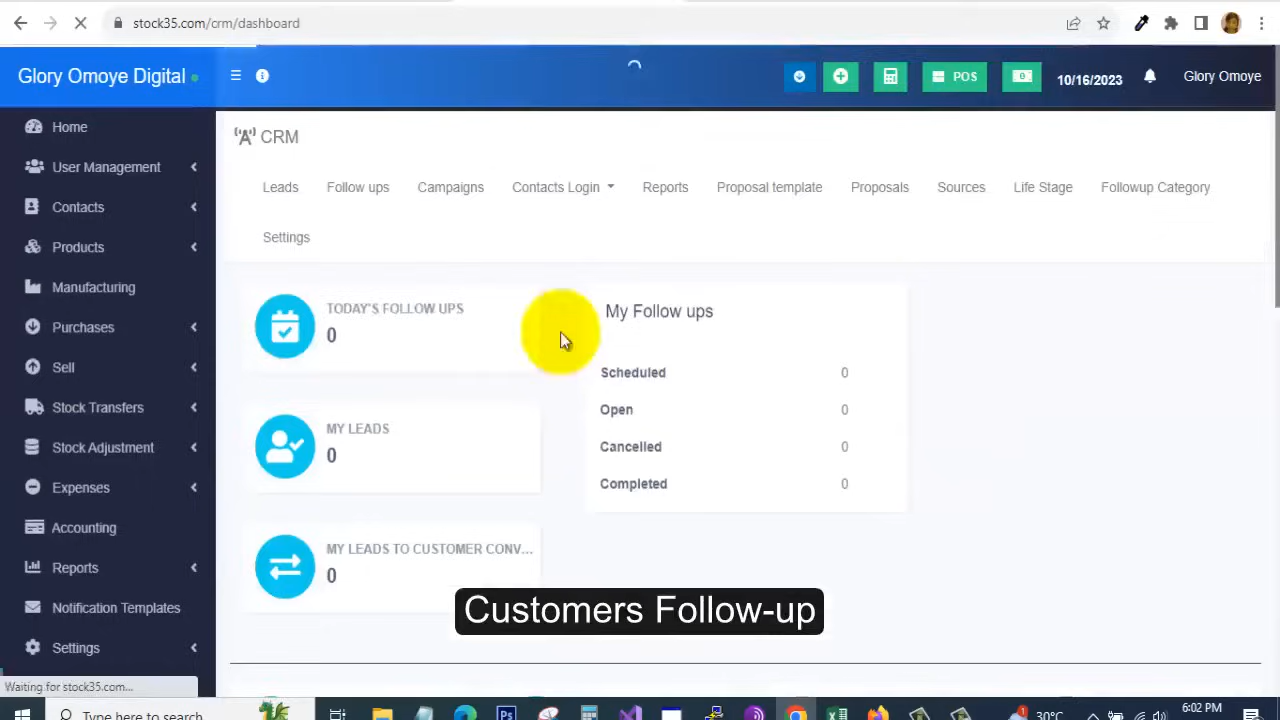 stock35.com/crm/dashboard
Glory Omoye Digital
POS
10/16/2023
Glory Omoye
Home
User Management
Contacts
Products
Manufacturing
Purchases
Sell
Stock Transfers
Stock Adjustment
Expenses
Accounting
Reports
Notification Templates
Settings
CRM
Leads Follow ups Campaigns Contacts Login Reports Proposal template Proposals Sources Life Stage Followup Category
Settings
TODAY'S FOLLOW UPS
0
MY LEADS
0
MY LEADS TO CUSTOMER CONV...
0
My Follow ups
Scheduled 0
Open 0
Cancelled 0
Completed 0
Customers Follow-up
Waiting for stock35.com...
Type here to search
30°C
6:02 PM